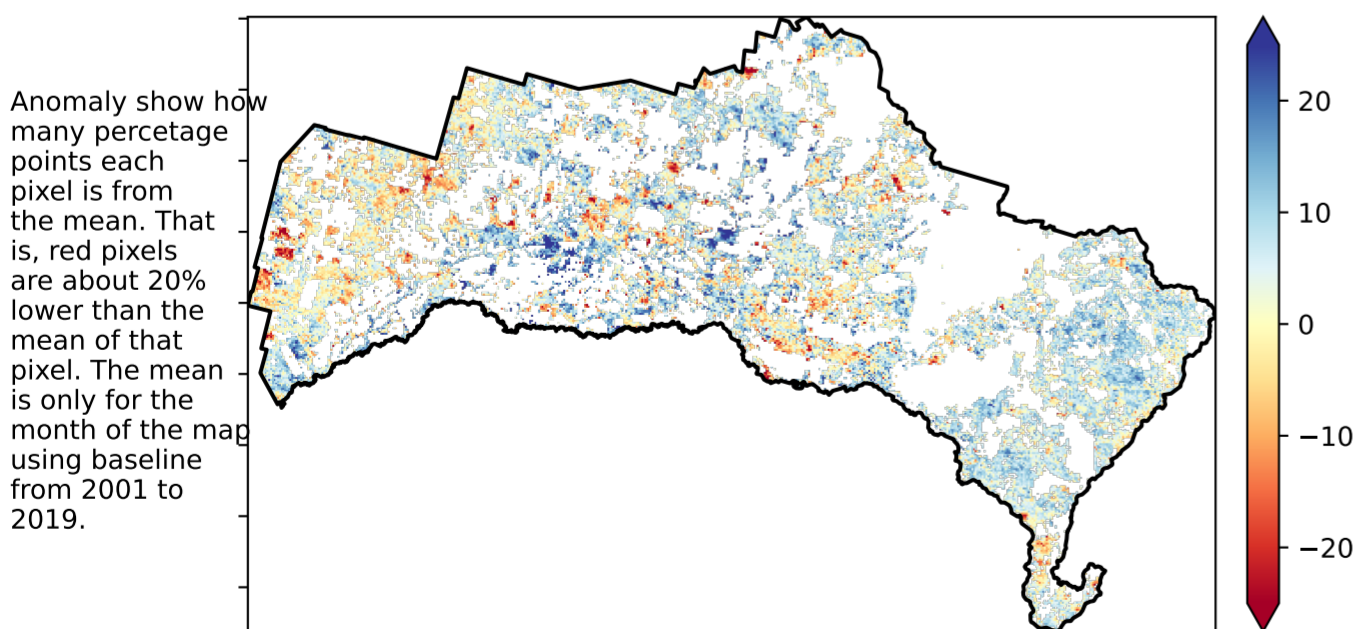 Anomaly show how
many percetage
points each
pixel is from
the mean. That
is, red pixels
are about 20%
lower than the
mean of that
pixel. The mean
is only for the
month of the map
using baseline
from 2001 to
2019.
20
10
0
−10
−20